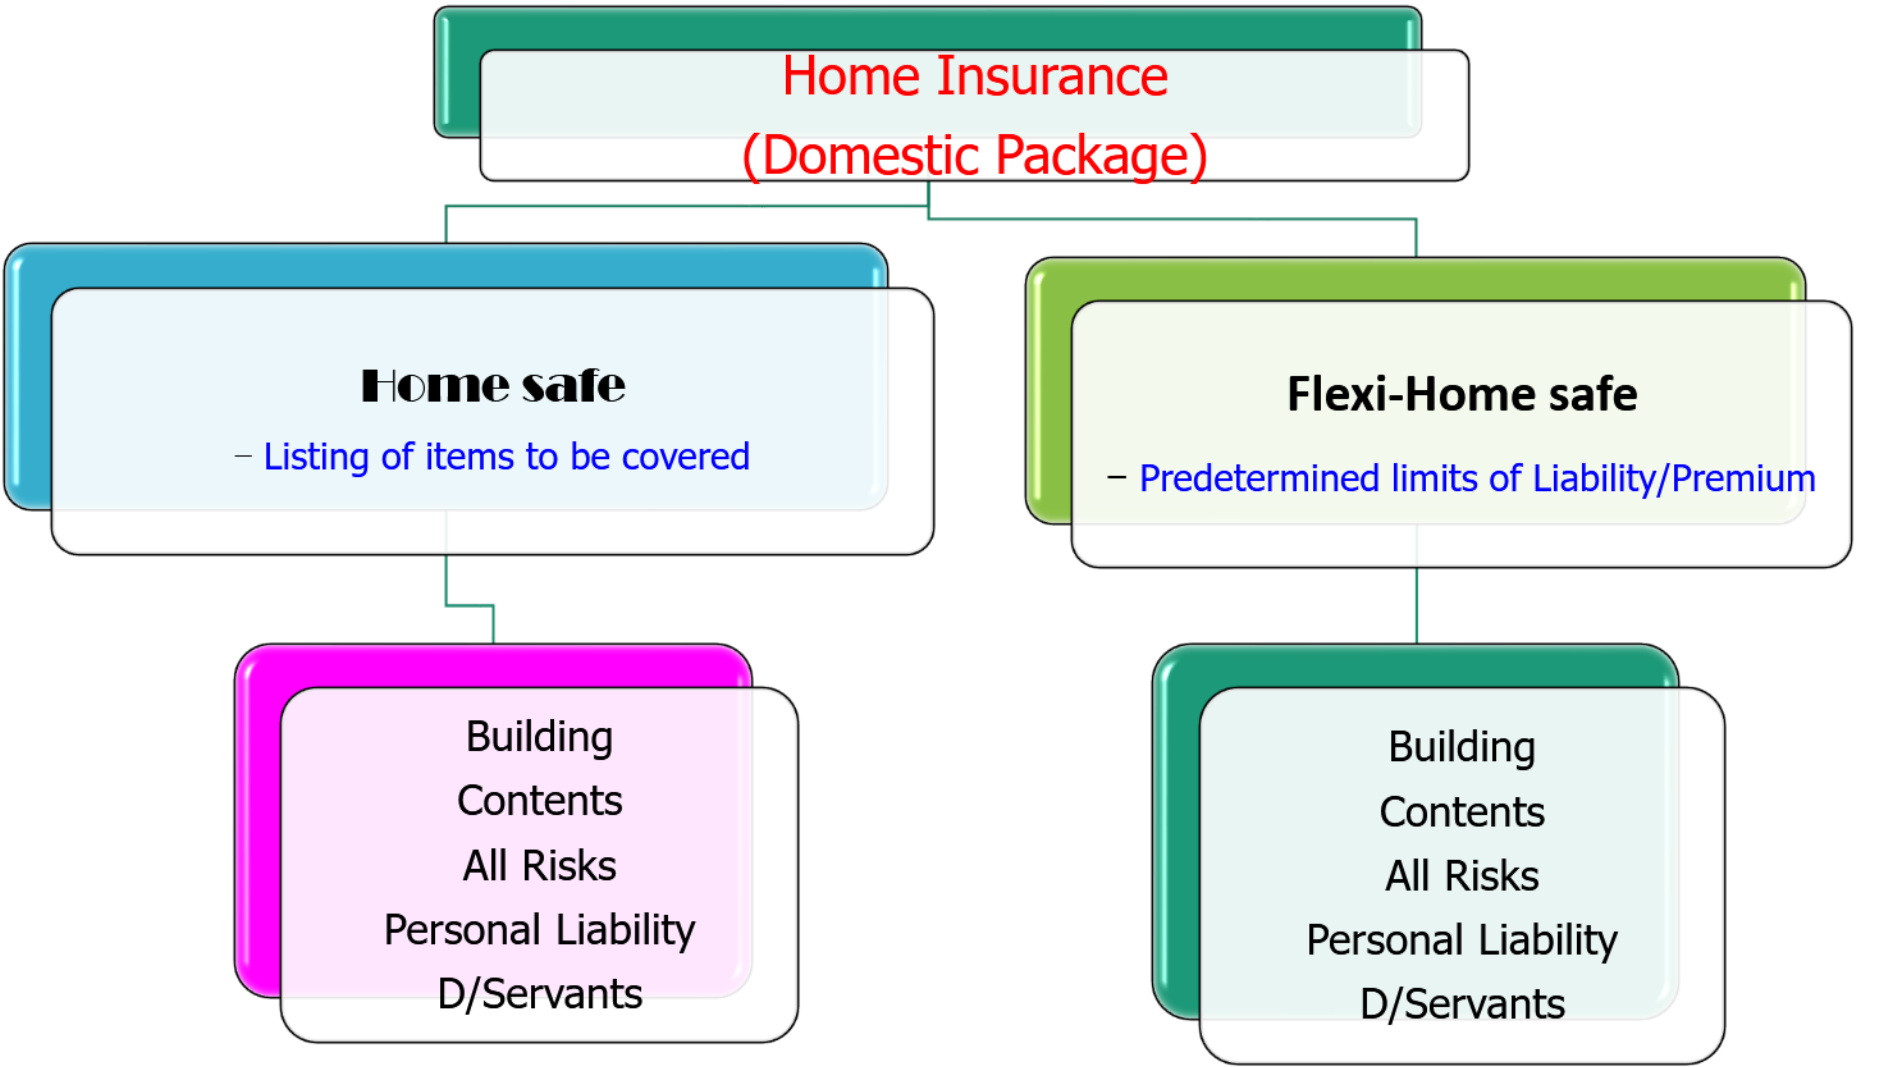 Home Insurance
(Domestic Package)
Home safe
– Listing of items to be covered
Flexi-Home safe
– Predetermined limits of Liability/Premium
Building
Contents
All Risks
Personal Liability
D/Servants
Building
Contents
All Risks
Personal Liability
D/Servants